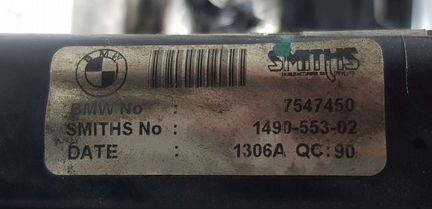 BMW
SMITHS
BMW No : 7547450
SMITHS No : 1490-553-02
DATE : 1306A QC: 90